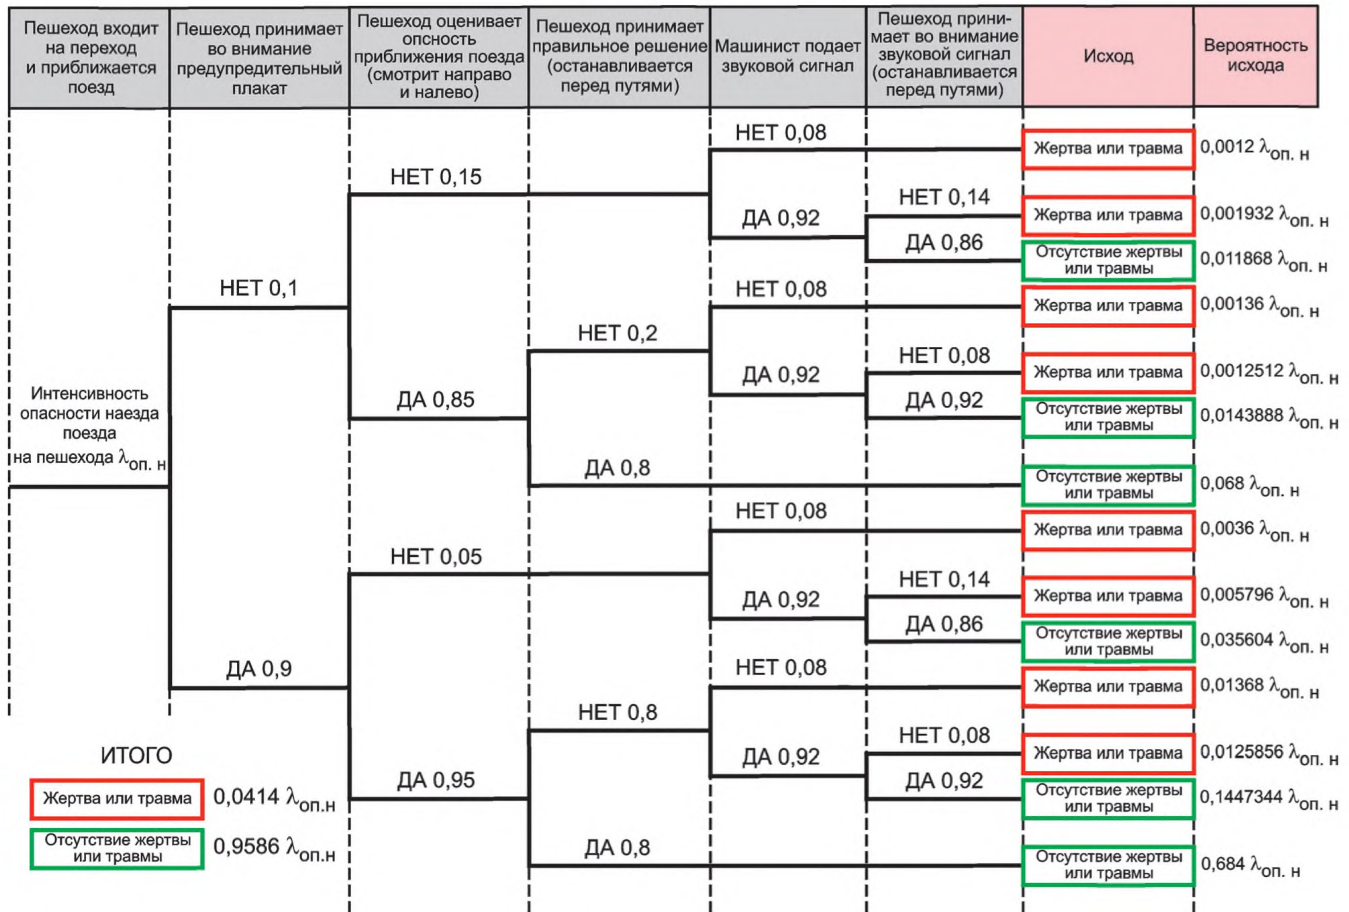 Пешеход входит
на переход
и приближается
поезд
Пешеход принимает
во внимание
предупредительный
плакат
Пешеход оценивает
опсность
приближения поезда
(смотрит направо
и налево)
Пешеход принимает
правильное решение
(останавливается
перед путями)
Машинист подает
звуковой сигнал
Пешеход прини-
мает во внимание
звуковой сигнал
(останавливается
перед путями)
Исход
Вероятность
исхода
НЕТ 0,08
Жертва или травма
0,0012 λоп. н
НЕТ 0,15
НЕТ 0,14
ДА 0,92
Жертва или травма
0,001932 λоп. н
ДА 0,86
Отсутствие жертвы
или травмы
0,011868 λоп. н
НЕТ 0,1
НЕТ 0,08
Жертва или травма
0,00136 λоп. н
НЕТ 0,2
НЕТ 0,08
ДА 0,92
Жертва или травма
0,0012512 λоп. н
Интенсивность
опасности наезда
поезда
на пешехода λоп. н
ДА 0,85
ДА 0,92
Отсутствие жертвы
или травмы
0,0143888 λоп. н
ДА 0,8
Отсутствие жертвы
или травмы
0,068 λоп. н
НЕТ 0,08
Жертва или травма
0,0036 λоп. н
НЕТ 0,05
НЕТ 0,14
ДА 0,92
Жертва или травма
0,005796 λоп. н
ДА 0,86
Отсутствие жертвы
или травмы
0,035604 λоп. н
ДА 0,9
НЕТ 0,08
Жертва или травма
0,01368 λоп. н
НЕТ 0,8
НЕТ 0,08
ДА 0,92
Жертва или травма
0,0125856 λоп. н
ДА 0,95
ДА 0,92
Отсутствие жертвы
или травмы
0,1447344 λоп. н
ДА 0,8
Отсутствие жертвы
или травмы
0,684 λоп. н
ИТОГО
Жертва или травма
0,0414 λоп.н
Отсутствие жертвы
или травмы
0,9586 λоп.н